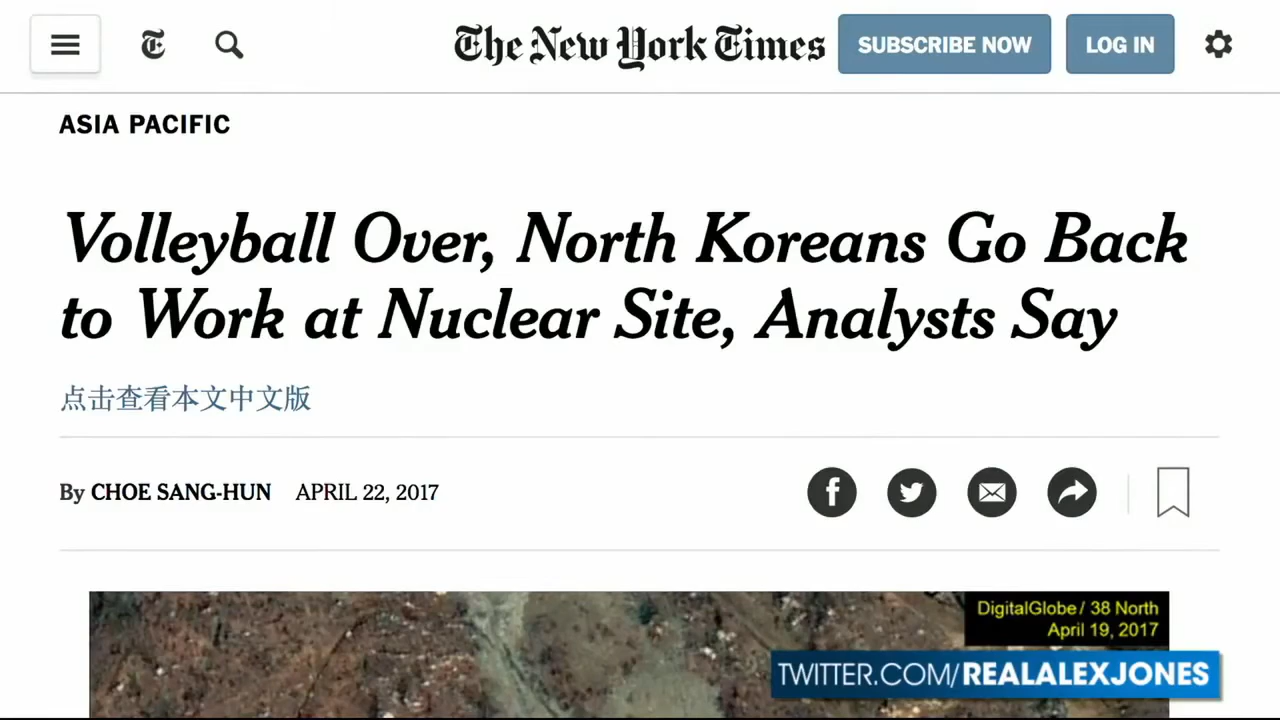 The New York Times
SUBSCRIBE NOW
LOG IN
ASIA PACIFIC
Volleyball Over, North Koreans Go Back
to Work at Nuclear Site, Analysts Say
点击查看本文中文版
By CHOE SANG-HUN APRIL 22, 2017
DigitalGlobe / 38 North
April 19, 2017
TWITTER.COM/REALALEXJONES